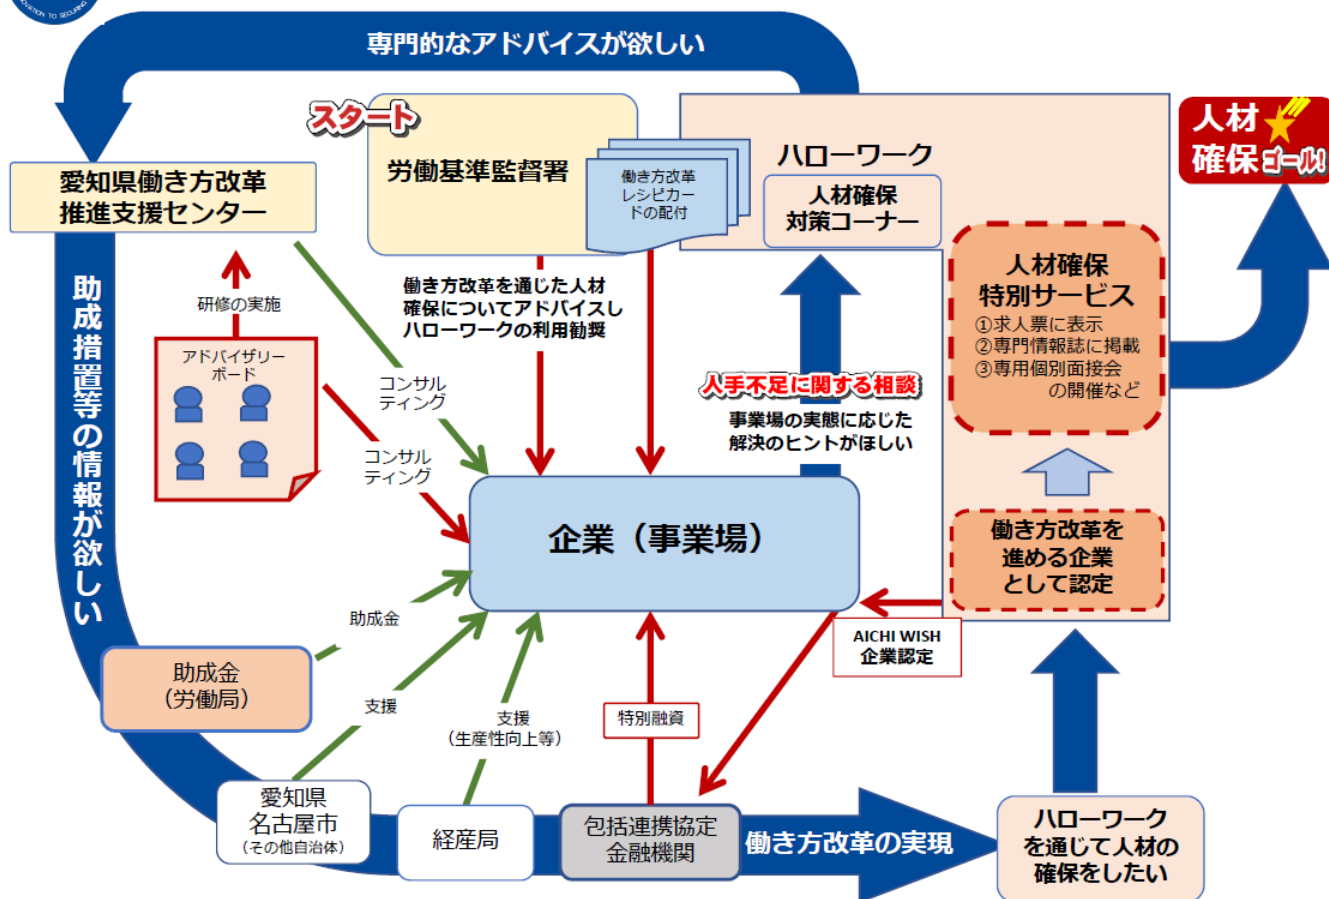 OVATION TO SECURING
専門的なアドバイスが欲しい
スタート
労働基準監督署
働き方改革
レシピカー
ドの配付
ハローワーク
人材確保
対策コーナー
人材
確保ゴール!
愛知県働き方改革
推進支援センター
人材確保
特別サービス
①求人票に表示
②専門情報誌に掲載
③専用個別面接会
の開催など
働き方改革を通じた人材
確保についてアドバイスし
ハローワークの利用勧奨
助成措置等の情報が欲しい
研修の実施
アドバイザリー
ボード
コンサル
ティング
コンサル
ティング
人手不足に関する相談
事業場の実態に応じた
解決のヒントがほしい
企業（事業場）
働き方改革を
進める企業
として認定
AICHI WISH
企業認定
助成金
助成金
（労働局）
支援
支援
（生産性向上等）
特別融資
愛知県
名古屋市
（その他自治体）
経産局
包括連携協定
金融機関
働き方改革の実現
ハローワーク
を通じて人材の
確保をしたい